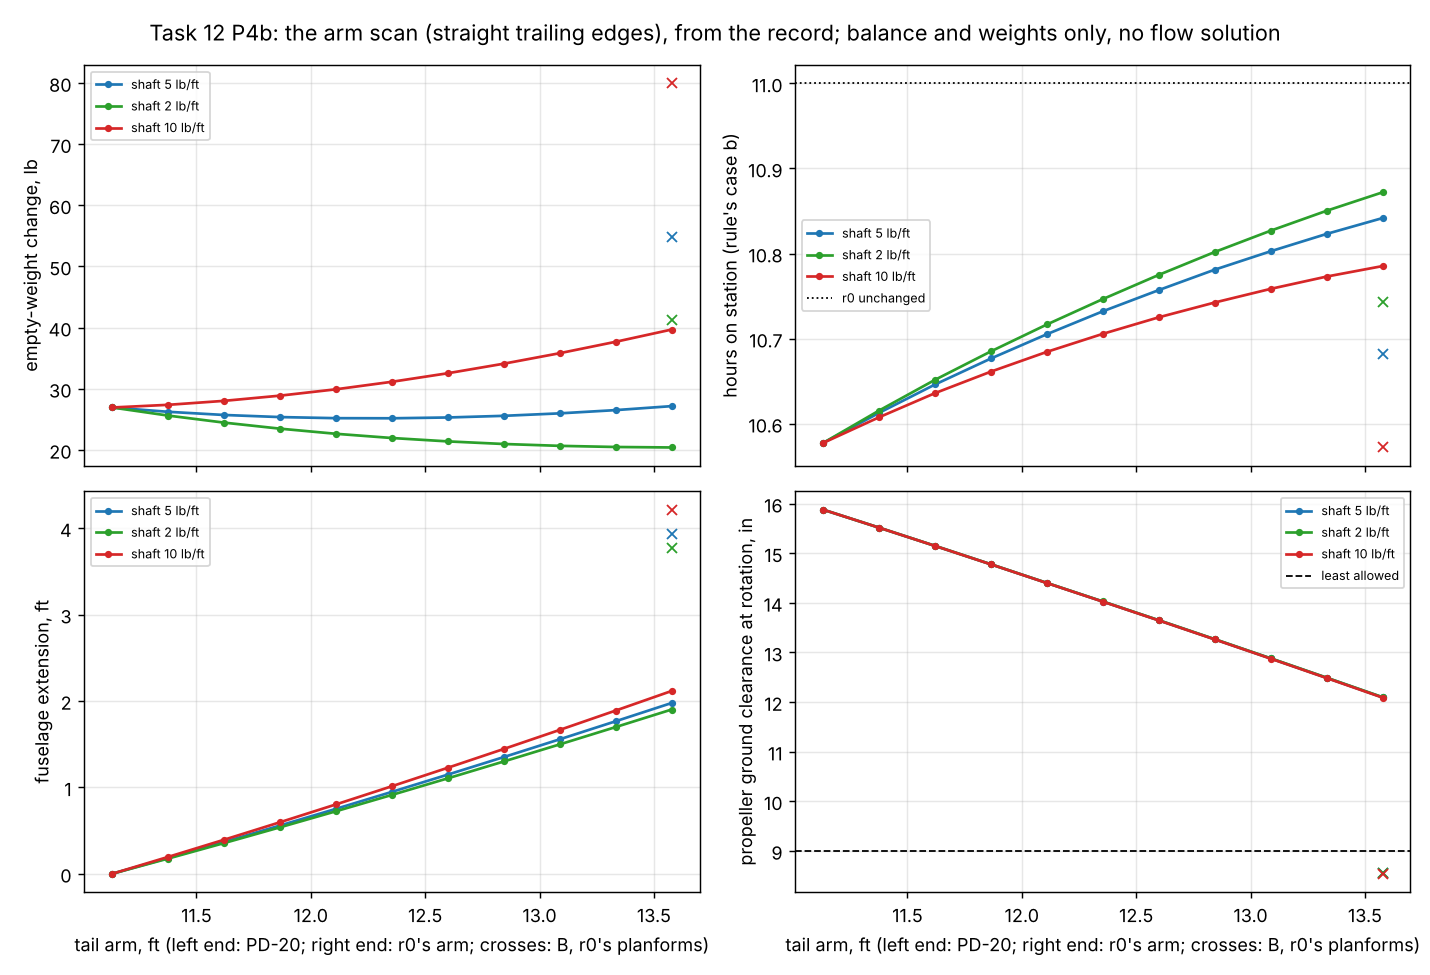 Task 12 P4b: the arm scan (straight trailing edges), from the record; balance and weights only, no flow solution
empty-weight change, lb
80
70
60
50
40
30
20
shaft 5 lb/ft
shaft 2 lb/ft
shaft 10 lb/ft
hours on station (rule's case b)
11.0
10.9
10.8
10.7
10.6
shaft 5 lb/ft
shaft 2 lb/ft
shaft 10 lb/ft
r0 unchanged
fuselage extension, ft
4
3
2
1
0
shaft 5 lb/ft
shaft 2 lb/ft
shaft 10 lb/ft
11.5 12.0 12.5 13.0 13.5
tail arm, ft (left end: PD-20; right end: r0's arm; crosses: B, r0's planforms)
propeller ground clearance at rotation, in
16
15
14
13
12
11
10
9
shaft 5 lb/ft
shaft 2 lb/ft
shaft 10 lb/ft
least allowed
11.5 12.0 12.5 13.0 13.5
tail arm, ft (left end: PD-20; right end: r0's arm; crosses: B, r0's planforms)